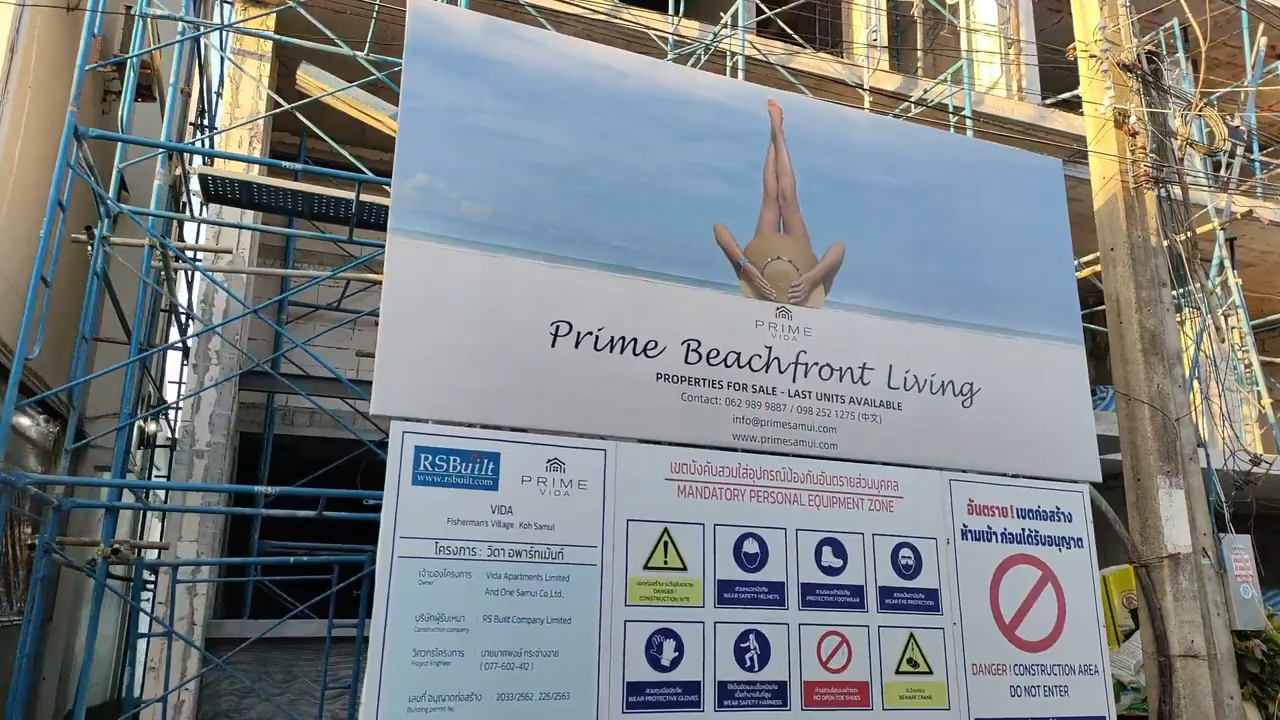 PRIME
VIDA
Prime Beachfront Living
PROPERTIES FOR SALE - LAST UNITS AVAILABLE
Contact: 062 989 9887 / 098 252 1275 (中文)
info@primesamui.com
www.primesamui.com
RSBuilt
www.rsbuilt.com
PRIME
VIDA
VIDA
Fisherman's Village, Koh Samui
โครงการ : วิดา อพาร์ทเม้นท์
เจ้าของโครงการ : Vida Apartments Limited
Owner
And One Samui Co.,Ltd.
บริษัทผู้รับเหมา : RS Built Company Limited
Construction company
วิศวกรโครงการ : นายนาศพงษ์ กระจ่างจาย
Project Engineer
(077-602-412)
เลขที่ อนุญาตก่อสร้าง : 2033/2562, 226/2563
Building permit No
เขตบังคับสวมใส่อุปกรณ์ป้องกันอันตรายส่วนบุคคล
MANDATORY PERSONAL EQUIPMENT ZONE
เขตก่อสร้าง ระวังอันตราย
DANGER !
CONSTRUCTION SITE
สวมหมวกนิรภัย
WEAR SAFETY HELMETS
สวมรองเท้านิรภัย
PROTECTIVE FOOTWEAR
สวมแว่นตานิรภัย
WEAR EYE PROTECTION
สวมถุงมือนิรภัย
WEAR PROTECTIVE GLOVES
ใช้เข็มขัดและเชือกนิรภัย
เมื่อทำงานในที่สูง
WEAR SAFETY HARNESS
ห้ามสวมใส่รองเท้าแตะ
NO OPEN TOE SHOES
ระวังเครน
BEWARE CRANE
อันตราย ! เขตก่อสร้าง
ห้ามเข้า ก่อนได้รับอนุญาต
DANGER ! CONSTRUCTION AREA
DO NOT ENTER